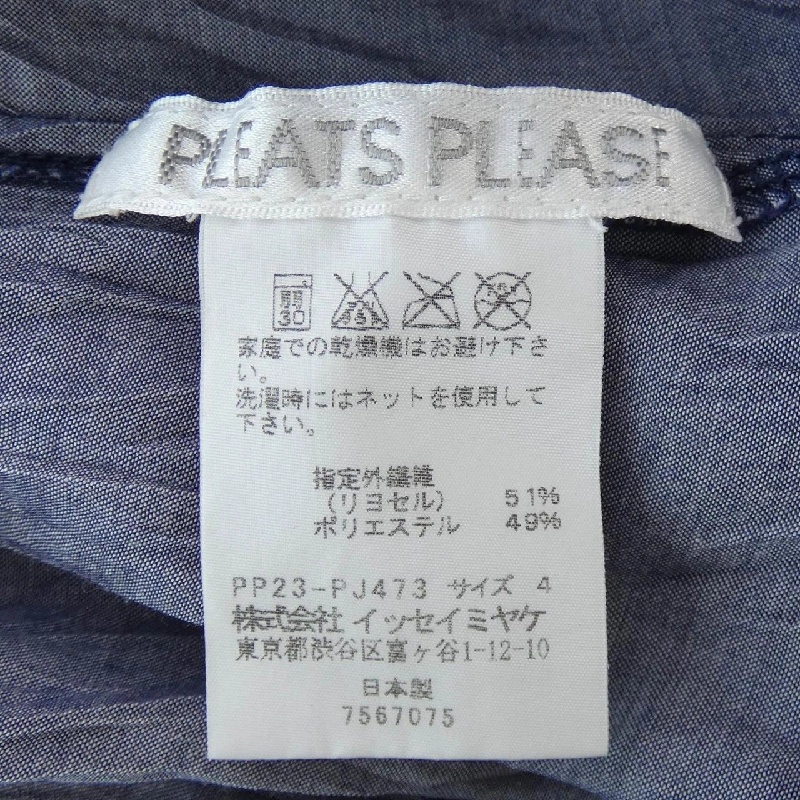 PLEATS PLEASE
弱
30
家庭での乾燥機はお避け下さ
い。
洗濯時にはネットを使用して
下さい。
指定外繊維
(リヨセル) 51%
ポリエステル 49%
PP23-PJ473 サイズ 4
株式会社イッセイミヤケ
東京都渋谷区富ヶ谷1-12-10
日本製
7567075